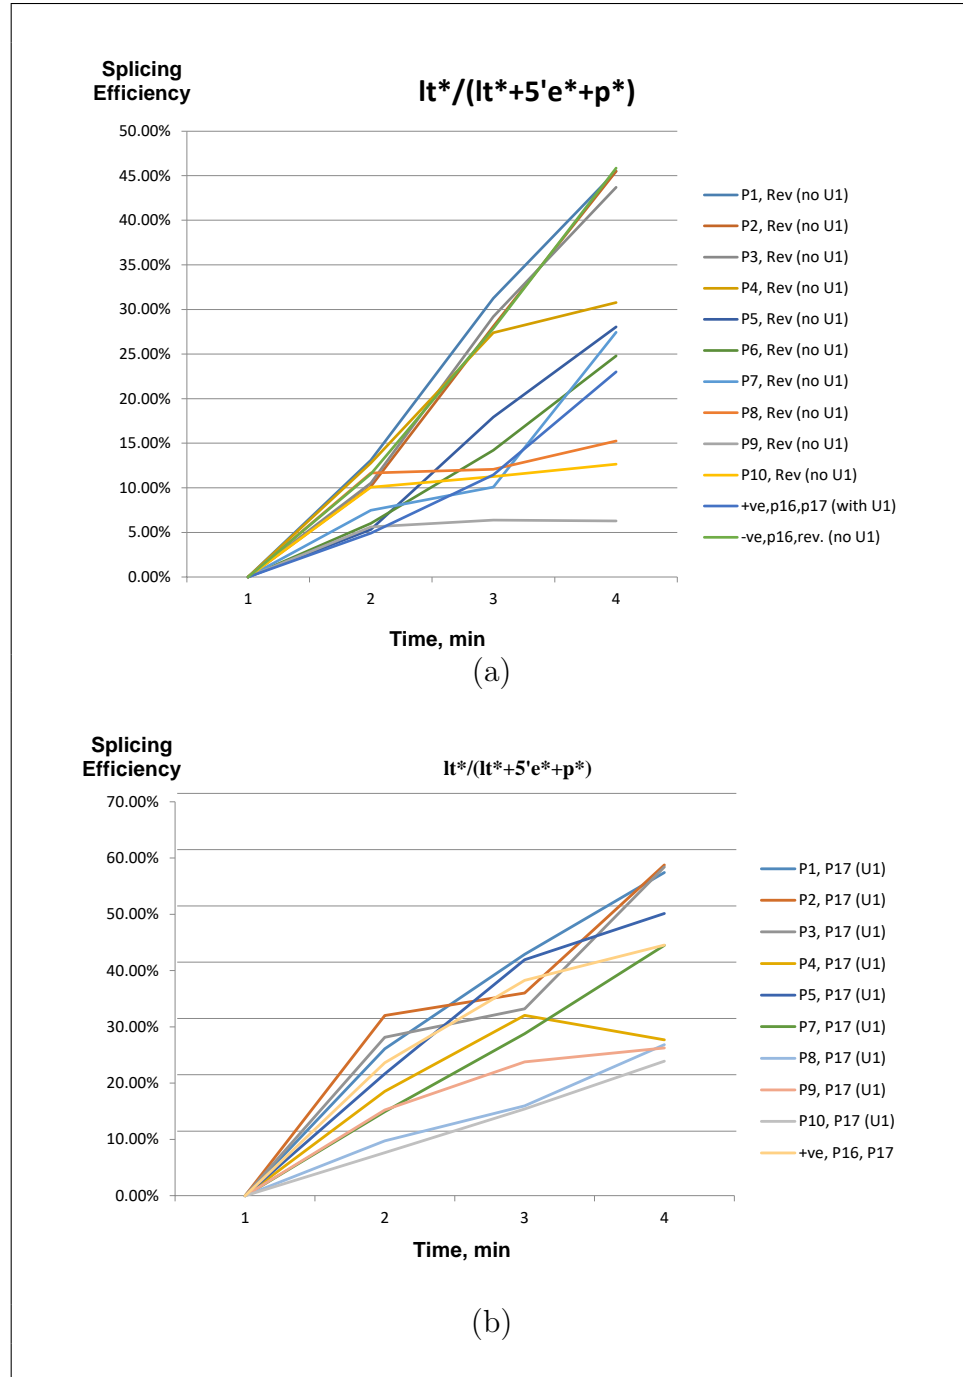 Splicing
Efficiency
lt*/(lt*+5'e*+p*)
50.00%
45.00%
40.00%
35.00%
30.00%
25.00%
20.00%
15.00%
10.00%
5.00%
0.00%
1 2 3 4
Time, min
P1, Rev (no U1)
P2, Rev (no U1)
P3, Rev (no U1)
P4, Rev (no U1)
P5, Rev (no U1)
P6, Rev (no U1)
P7, Rev (no U1)
P8, Rev (no U1)
P9, Rev (no U1)
P10, Rev (no U1)
+ve,p16,p17 (with U1)
-ve,p16,rev. (no U1)
(a)
Splicing
Efficiency
lt*/(lt*+5'e*+p*)
70.00%
60.00%
50.00%
40.00%
30.00%
20.00%
10.00%
0.00%
1 2 3 4
Time, min
P1, P17 (U1)
P2, P17 (U1)
P3, P17 (U1)
P4, P17 (U1)
P5, P17 (U1)
P7, P17 (U1)
P8, P17 (U1)
P9, P17 (U1)
P10, P17 (U1)
+ve, P16, P17
(b)